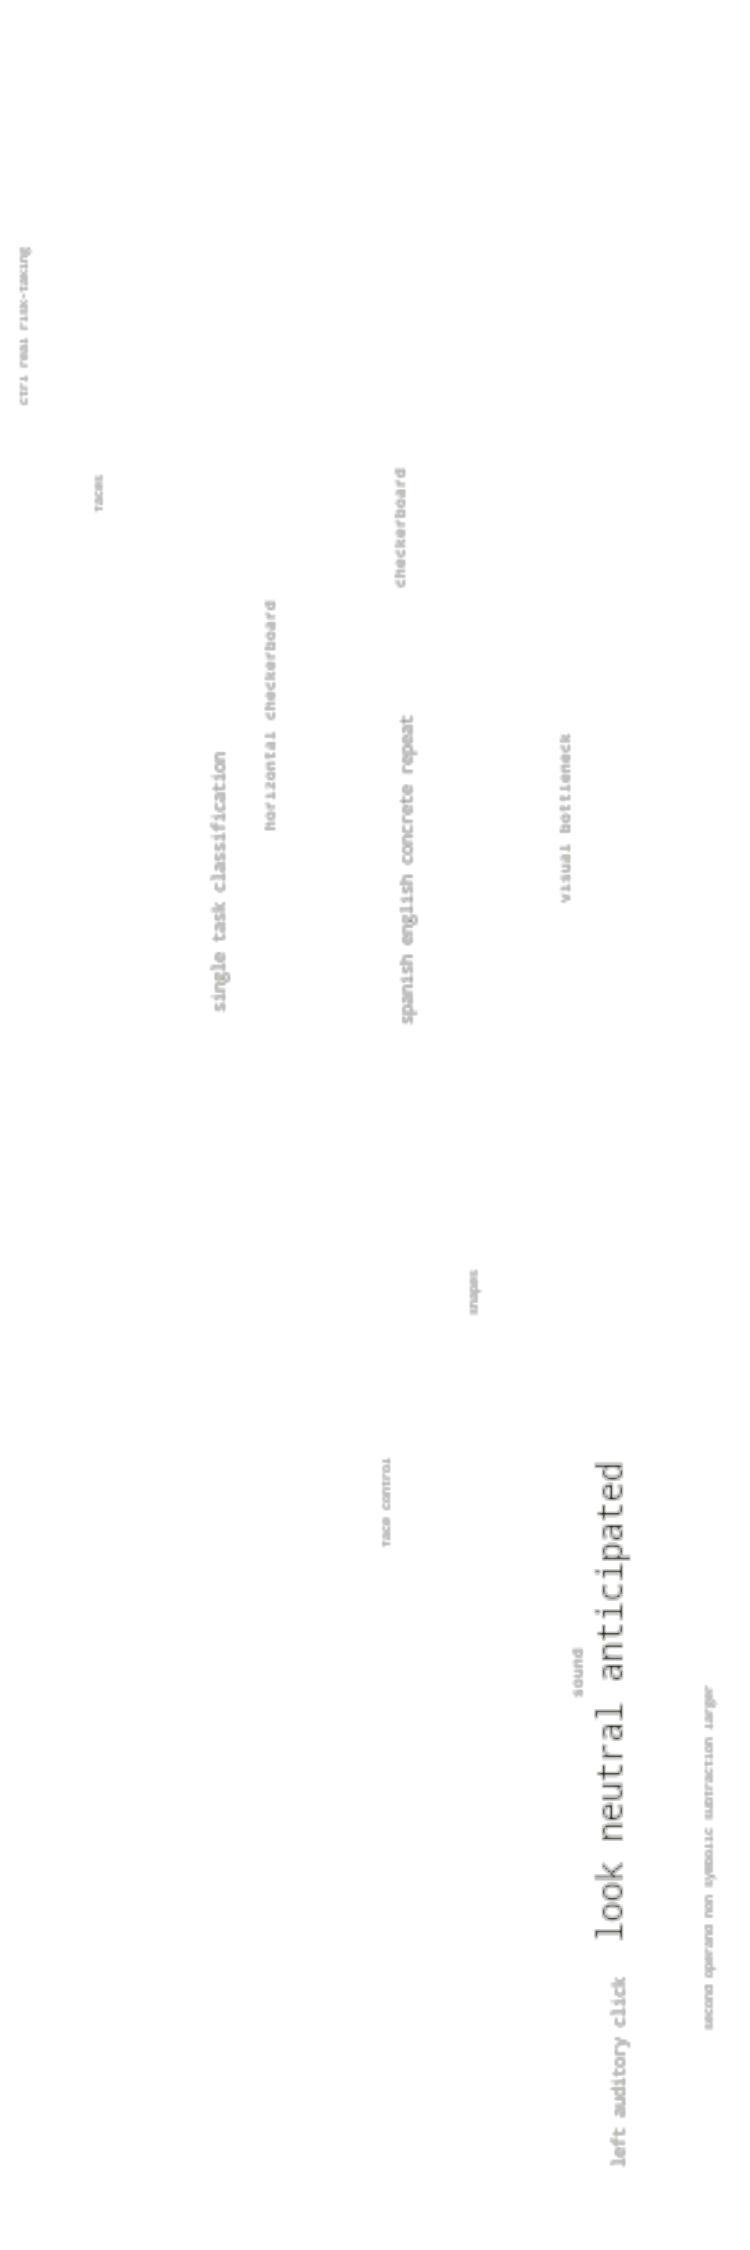 ctrl real risk-taking
faces
single task classification
horizontal checkerboard
face control
checkerboard
spanish english concrete repeat
shapes
visual bottleneck
sound
look neutral anticipated
left auditory click
second operand non symbolic subtraction larger